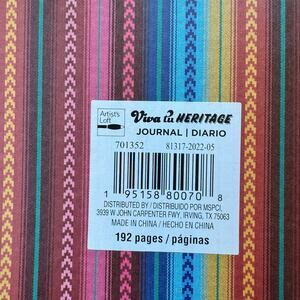 Artist's
Loft
Viva tu HERITAGE
JOURNAL | DIARIO
701352 81317-2022-05
1 95158 80070 8
DISTRIBUTED BY / DISTRIBUIDO POR MSPCI,
3939 W JOHN CARPENTER FWY, IRVING, TX 75063
MADE IN CHINA / HECHO EN CHINA
192 pages / páginas